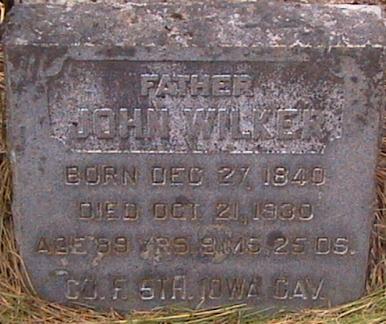 FATHER
JOHN WILKER
BORN DEC 27, 1840
DIED OCT 21, 1930
AGE 89 YRS. 9 MS. 25 DS.
CO. F. 5TH. IOWA CAV.